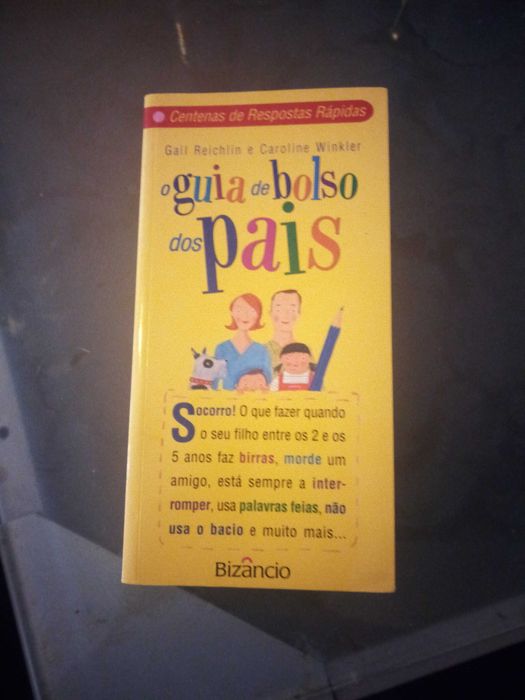 Centenas de Respostas Rápidas
Gail Reichlin e Caroline Winkler
o guia de bolso
dos pais
Socorro! O que fazer quando
o seu filho entre os 2 e os
5 anos faz birras, morde um
amigo, está sempre a inter-
romper, usa palavras feias, não
usa o bacio e muito mais...
Bizâncio